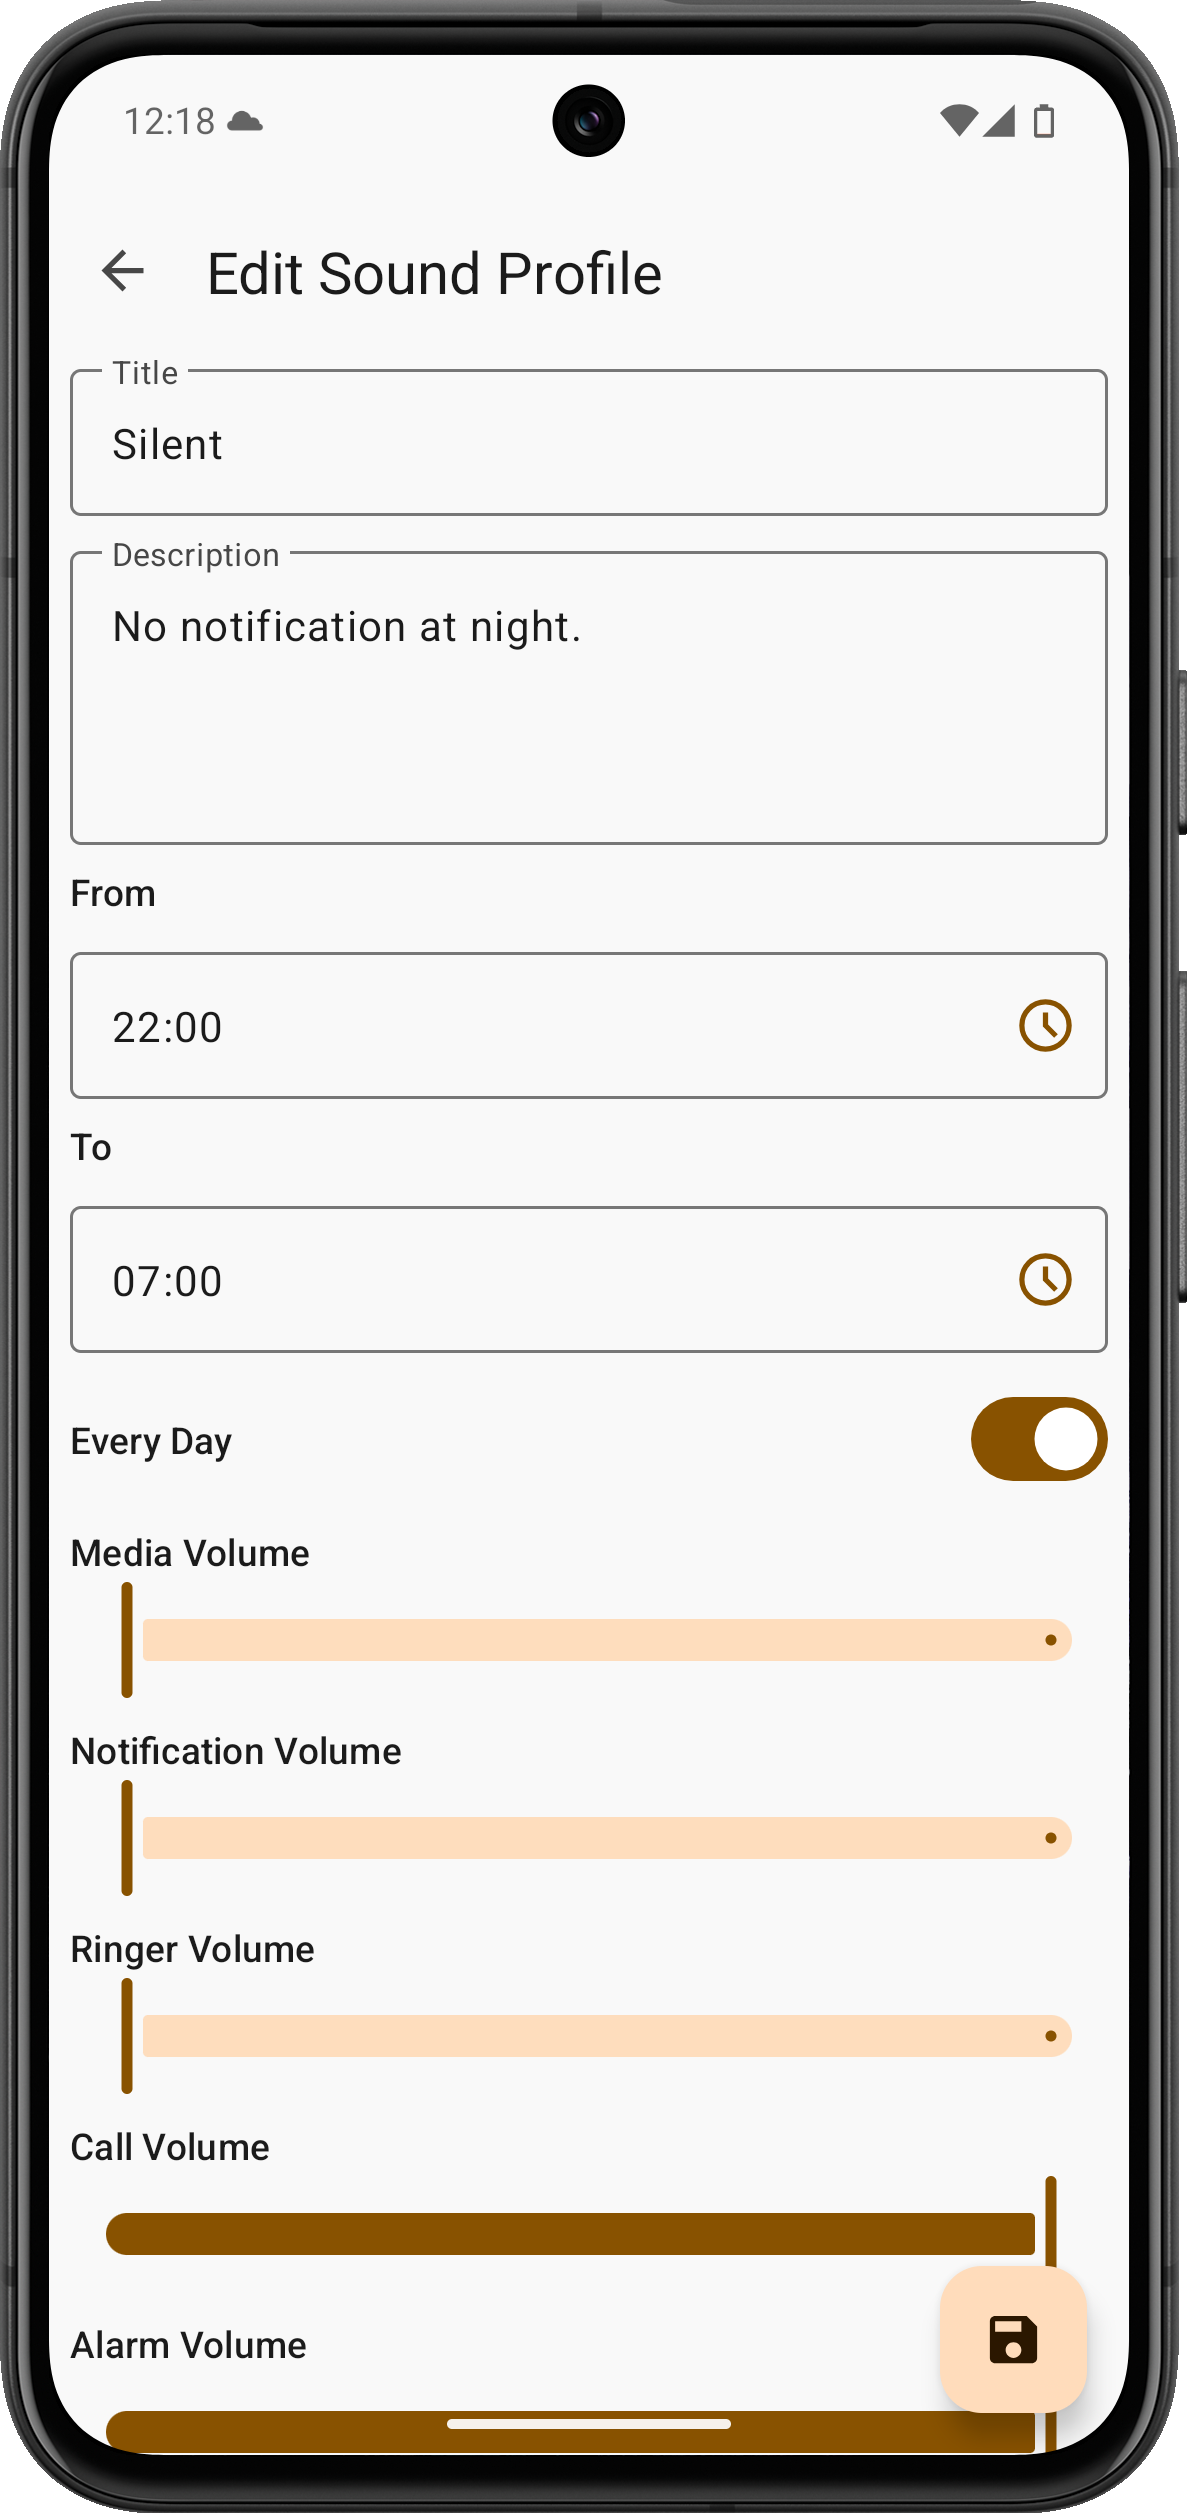 12:18
Edit Sound Profile
Title
Silent
Description
No notification at night.
From
22:00
To
07:00
Every Day
Media Volume
Notification Volume
Ringer Volume
Call Volume
Alarm Volume